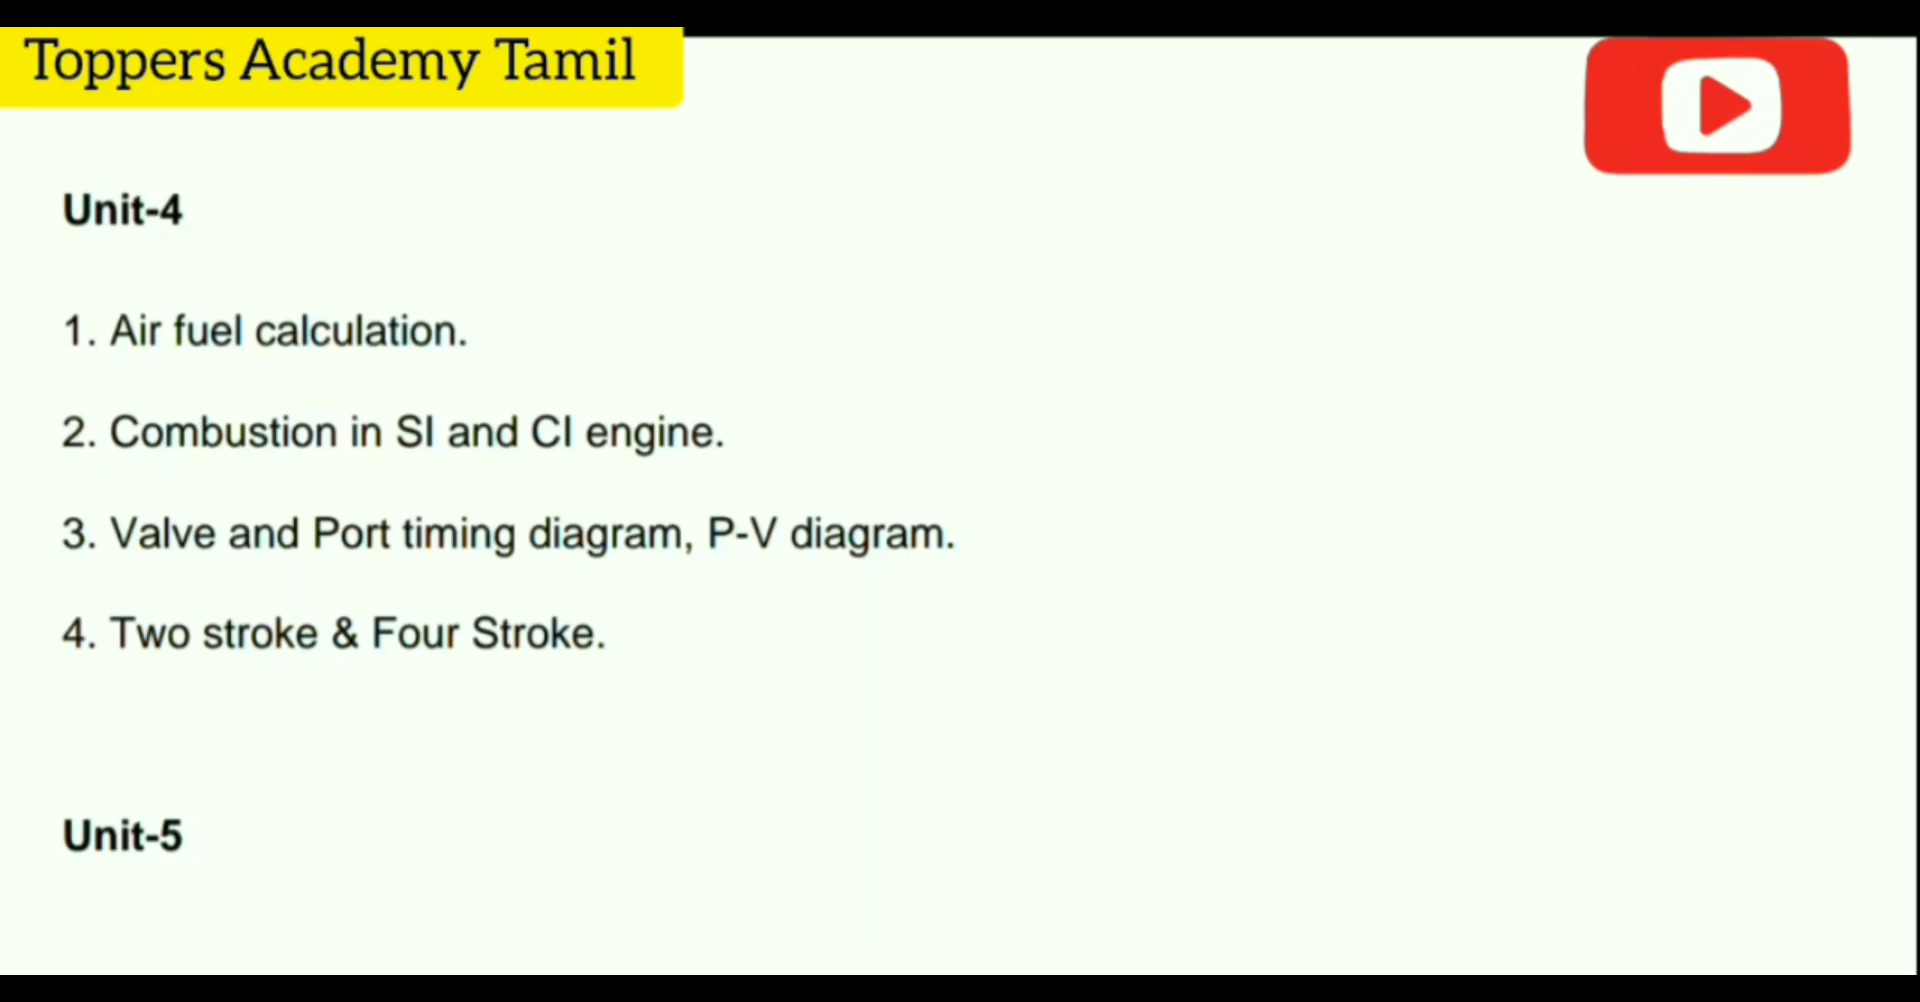 Toppers Academy Tamil
Unit-4
1. Air fuel calculation.
2. Combustion in SI and CI engine.
3. Valve and Port timing diagram, P-V diagram.
4. Two stroke & Four Stroke.
Unit-5